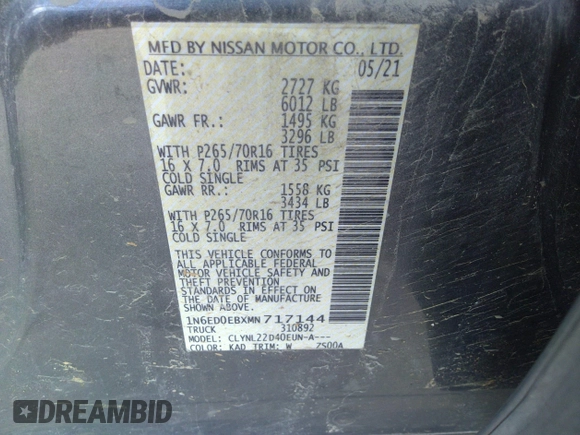 MFD BY NISSAN MOTOR CO., LTD.
DATE: 05/21
GVWR: 2727 KG
6012 LB
GAWR FR.: 1495 KG
3296 LB
WITH P265/70R16 TIRES
16 X 7.0 RIMS AT 35 PSI
COLD SINGLE
GAWR RR.: 1558 KG
3434 LB
WITH P265/70R16 TIRES
16 X 7.0 RIMS AT 35 PSI
COLD SINGLE
THIS VEHICLE CONFORMS TO
ALL APPLICABLE FEDERAL
MOTOR VEHICLE SAFETY AND
THEFT PREVENTION
STANDARDS IN EFFECT ON
THE DATE OF MANUFACTURE
SHOWN ABOVE.
1N6ED0EBXMN717144
TRUCK 310892
MODEL: CLYNLZZD40EUN-A---
COLOR: KAD TRIM: W ZS00A
DREAMBID